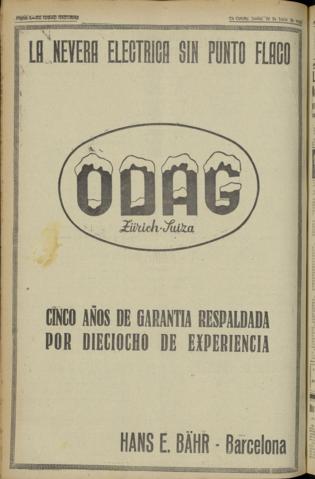 LA NEVERA ELECTRICA SIN PUNTO FLACO
ODAG
Zürich-Suiza
CINCO AÑOS DE GARANTIA RESPALDADA
POR DIECIOCHO DE EXPERIENCIA
HANS E. BÄHR - Barcelona